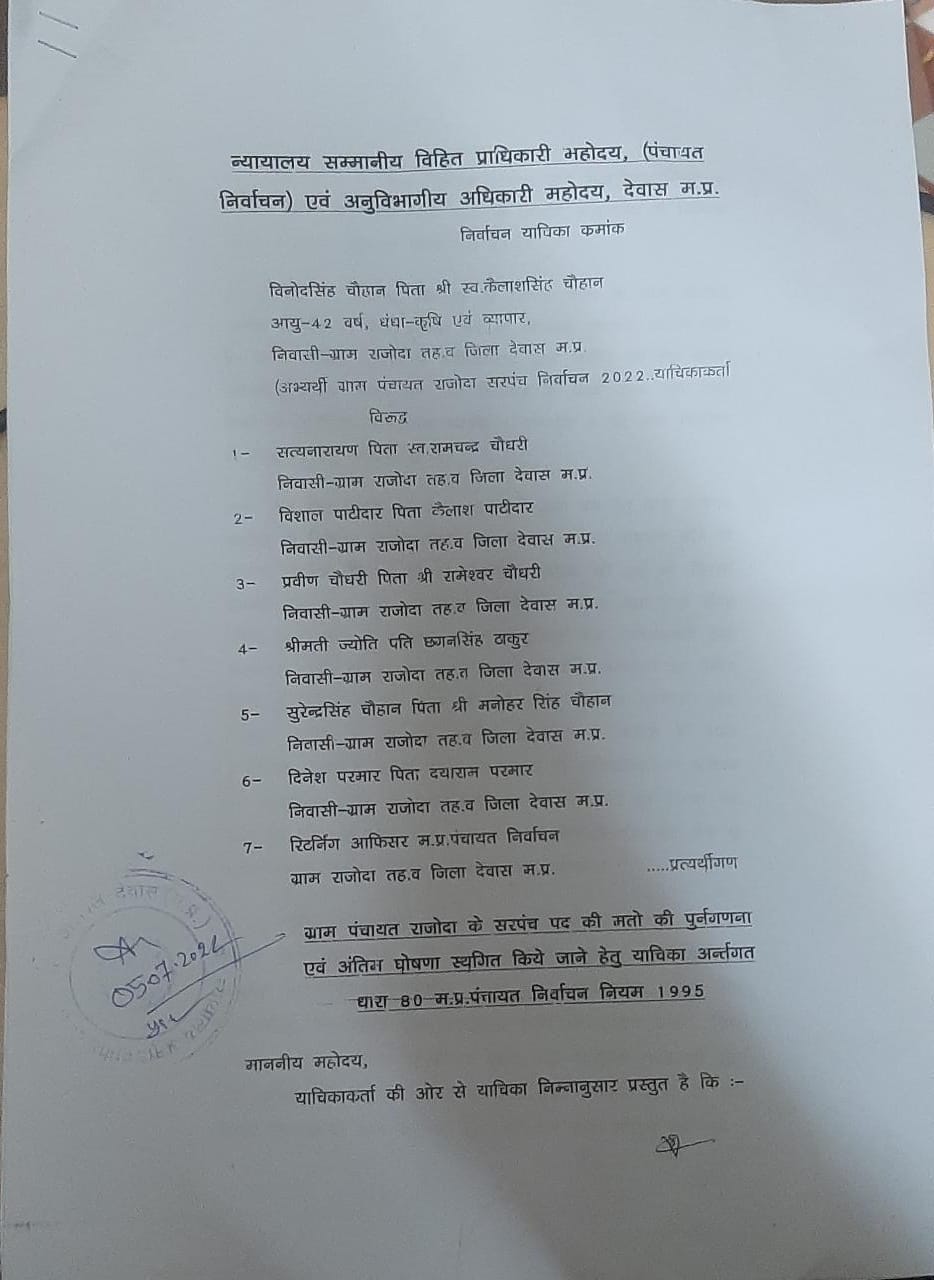 न्यायालय सम्मानीय विहित प्राधिकारी महोदय, (पंचायत
निर्वाचन) एवं अनुविभागीय अधिकारी महोदय, देवास म.प्र.
निर्वाचन याचिका कमांक
विनोदसिंह चौहान पिता श्री स्व.कैलाशसिंह चौहान
आयु-42 वर्ष, धंधा-कृषि एवं व्यापार,
निवासी-ग्राम राजोदा तह.व जिला देवास म.प्र.
(अभ्यर्थी ग्राम पंचायत राजोदा सरपंच निर्वाचन 2022..याचिकाकर्ता
विरूद्व
1- सत्यनारायण पिता स्व.रामचन्द्र चौधरी
निवासी-ग्राम राजोदा तह.व जिला देवास म.प्र.
2- विशाल पाटीदार पिता कैलाश पाटीदार
निवासी-ग्राम राजोदा तह.व जिला देवास म.प्र.
3- प्रवीण चौधरी पिता श्री रामेश्वर चौधरी
निवासी-ग्राम राजोदा तह.व जिला देवास म.प्र.
4- श्रीमती ज्योति पति छगनसिंह ठाकुर
निवासी-ग्राम राजोदा तह.व जिला देवास म.प्र.
5- सुरेन्द्रसिंह चौहान पिता श्री मनोहर सिंह चौहान
निवासी-ग्राम राजोदा तह.व जिला देवास म.प्र.
6- दिनेश परमार पिता दयाराम परमार
निवासी-ग्राम राजोदा तह.व जिला देवास म.प्र.
7- रिटर्निंग आफिसर म.प्र.पंचायत निर्वाचन
ग्राम राजोदा तह.व जिला देवास म.प्र. .....प्रत्यर्थीगण
देवास
05.07.2022
ग्राम पंचायत राजोदा के सरपंच पद की मतो की पुर्नगणना
एवं अंतिम घोषणा स्थगित किये जाने हेतु याचिका अर्न्तगत
धारा 80 म.प्र.पंचायत निर्वाचन नियम 1995
माननीय महोदय,
याचिकाकर्ता की ओर से याचिका निम्नानुसार प्रस्तुत है कि :-